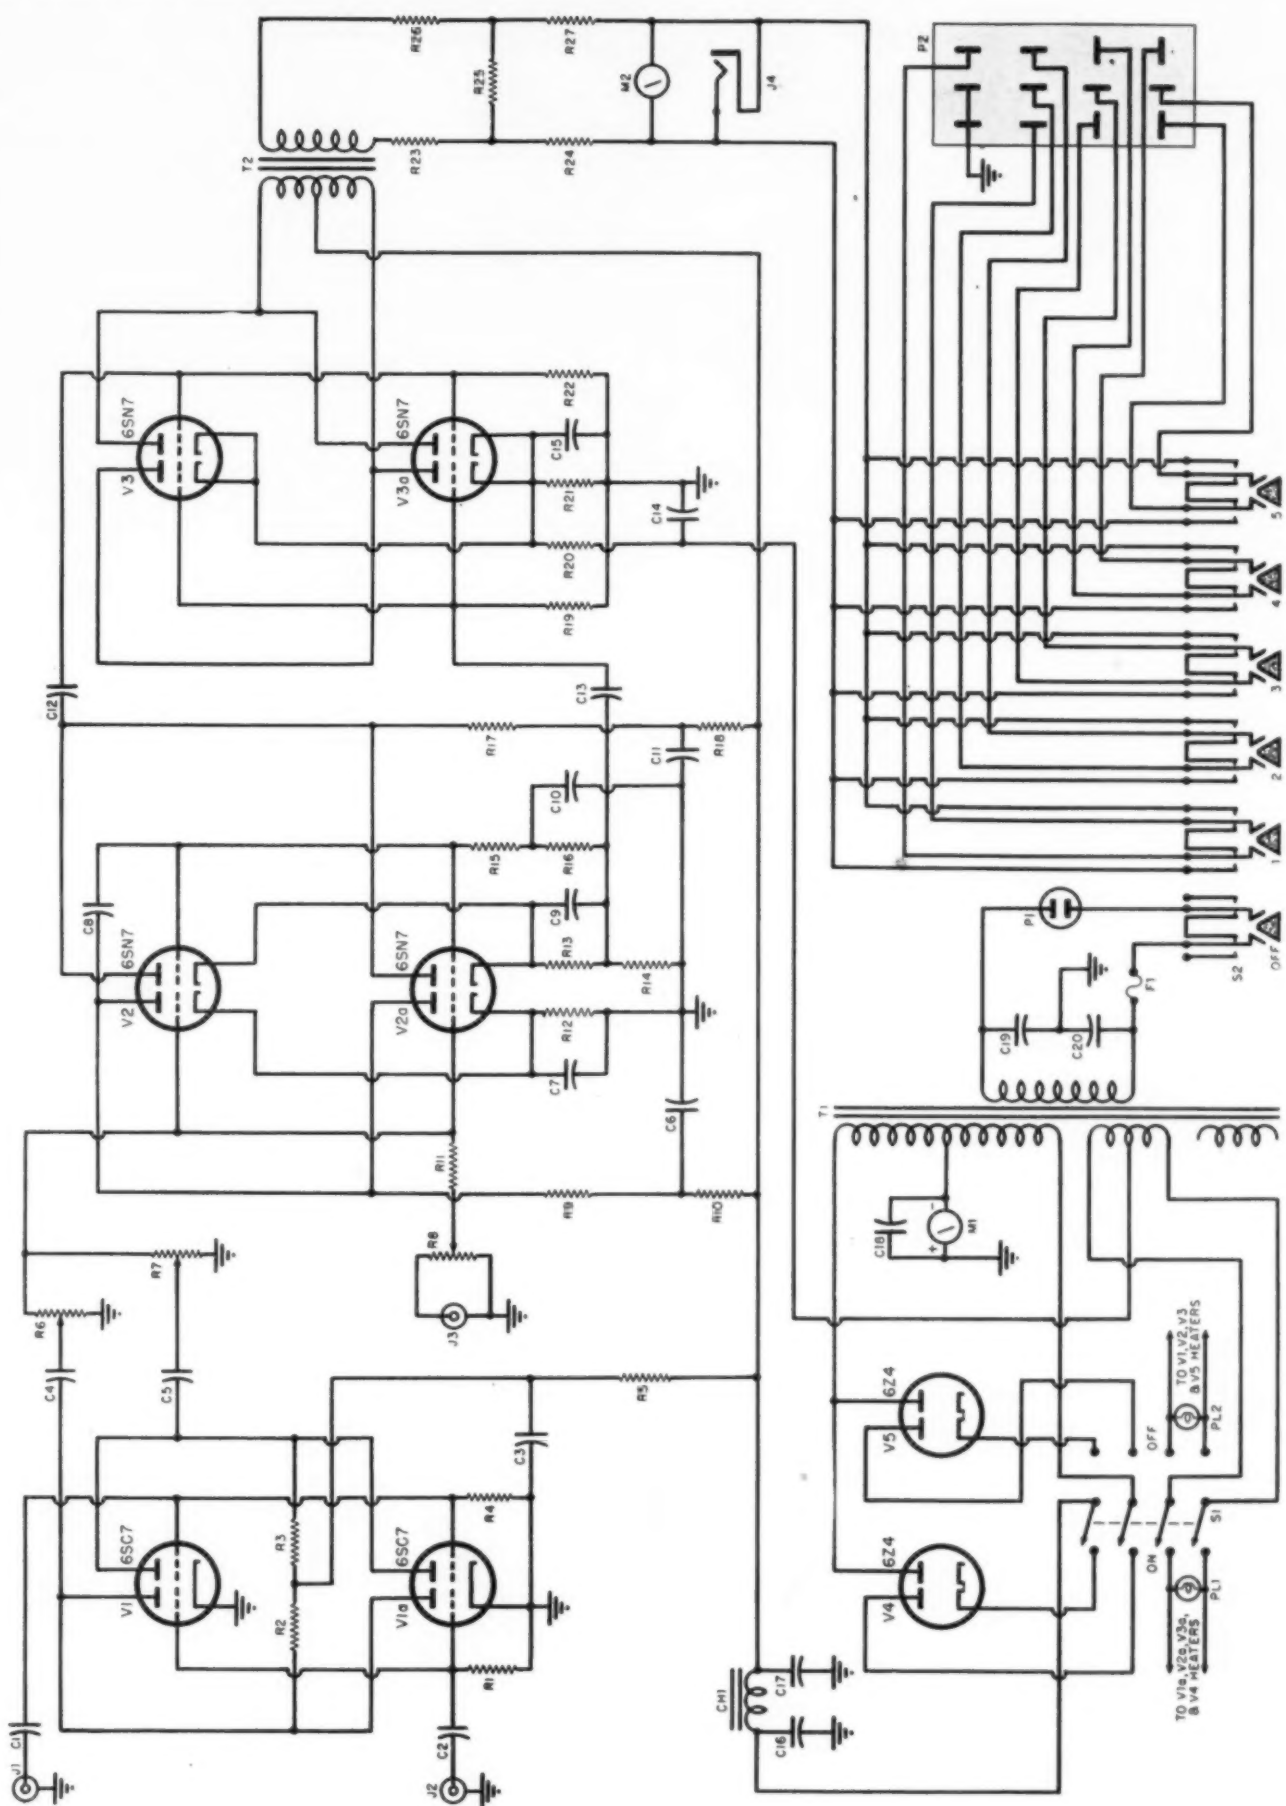 J1
C1
J2
C2
V1
6SC7
V1a
6SC7
R1
R2
R3
R4
C3
C4
C5
R5
R6
R7
J3
R8
R9
R10
R11
V2
6SN7
V2a
6SN7
C6
C7
C8
R12
R13
R14
C9
R15
R16
C10
C11
R17
R18
C12
C13
V3
6SN7
V3a
6SN7
R19
R20
R21
C14
C15
R22
T2
R23
R24
R25
R26
R27
M2
J4
P2
CH1
C16
C17
V4
6Z4
V5
6Z4
C18
+
-
M1
T1
C19
C20
F1
P1
S2
OFF
1
2
3
4
5
ON
OFF
S1
PL1
TO V1a, V2a, V3a,
& V4 HEATERS
PL2
TO V1, V2, V3
& V5 HEATERS